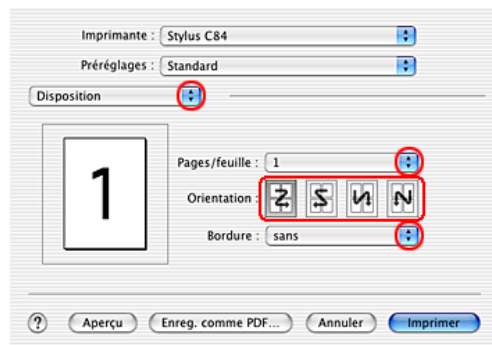 Imprimante : Stylus C84
Préréglages : Standard
Disposition
1
Pages/feuille : 1
Orientation :
Bordure : sans
? Aperçu Enreg. comme PDF... Annuler Imprimer